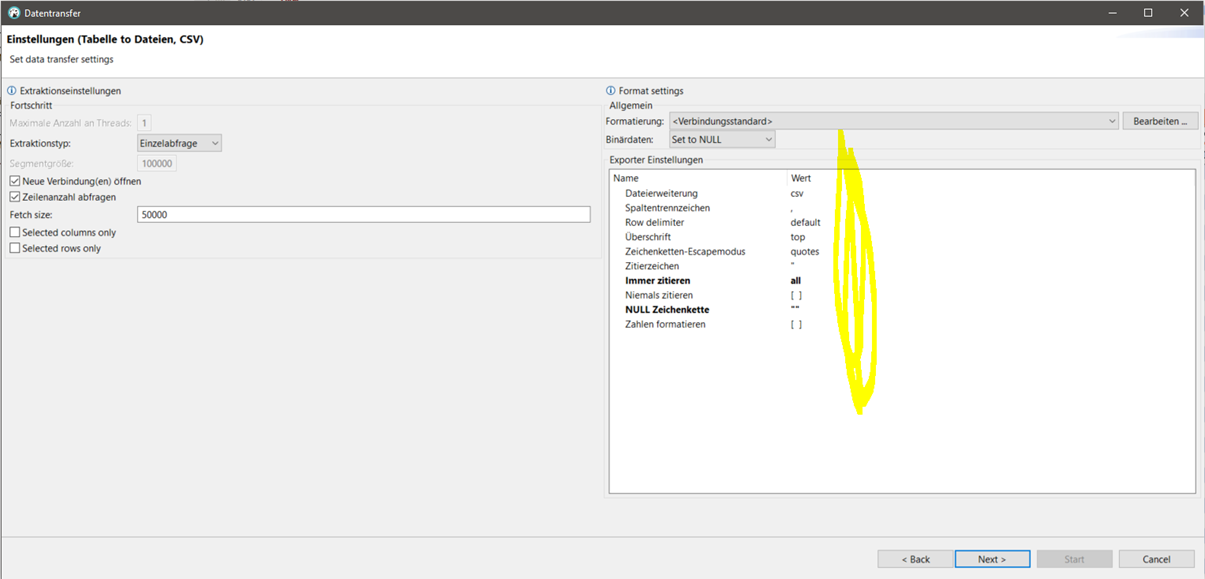 Datentransfer
Einstellungen (Tabelle to Dateien, CSV)
Set data transfer settings
Extraktionseinstellungen
Fortschritt
Maximale Anzahl an Threads: 1
Extraktionstyp: Einzelabfrage
Segmentgröße: 100000
Neue Verbindung(en) öffnen
Zeilenanzahl abfragen
Fetch size: 50000
Selected columns only
Selected rows only
Format settings
Allgemein
Formatierung: <Verbindungsstandard> Bearbeiten ...
Binärdaten: Set to NULL
Exporter Einstellungen
Name Wert
Dateierweiterung csv
Spaltentrennzeichen ,
Row delimiter default
Überschrift top
Zeichenketten-Escapemodus quotes
Zitierzeichen "
Immer zitieren all
Niemals zitieren [ ]
NULL Zeichenkette ""
Zahlen formatieren [ ]
< Back Next > Start Cancel